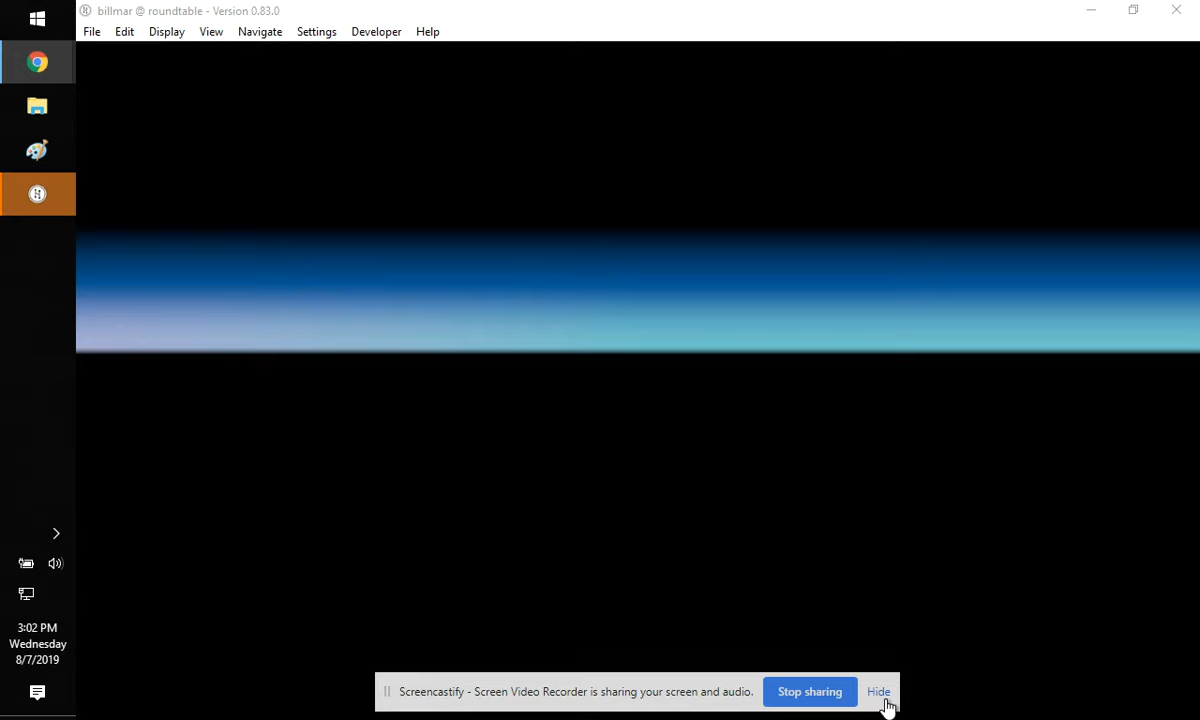 billmar @ roundtable - Version 0.83.0
File Edit Display View Navigate Settings Developer Help
3:02 PM
Wednesday
8/7/2019
Screencastify - Screen Video Recorder is sharing your screen and audio. Stop sharing Hide